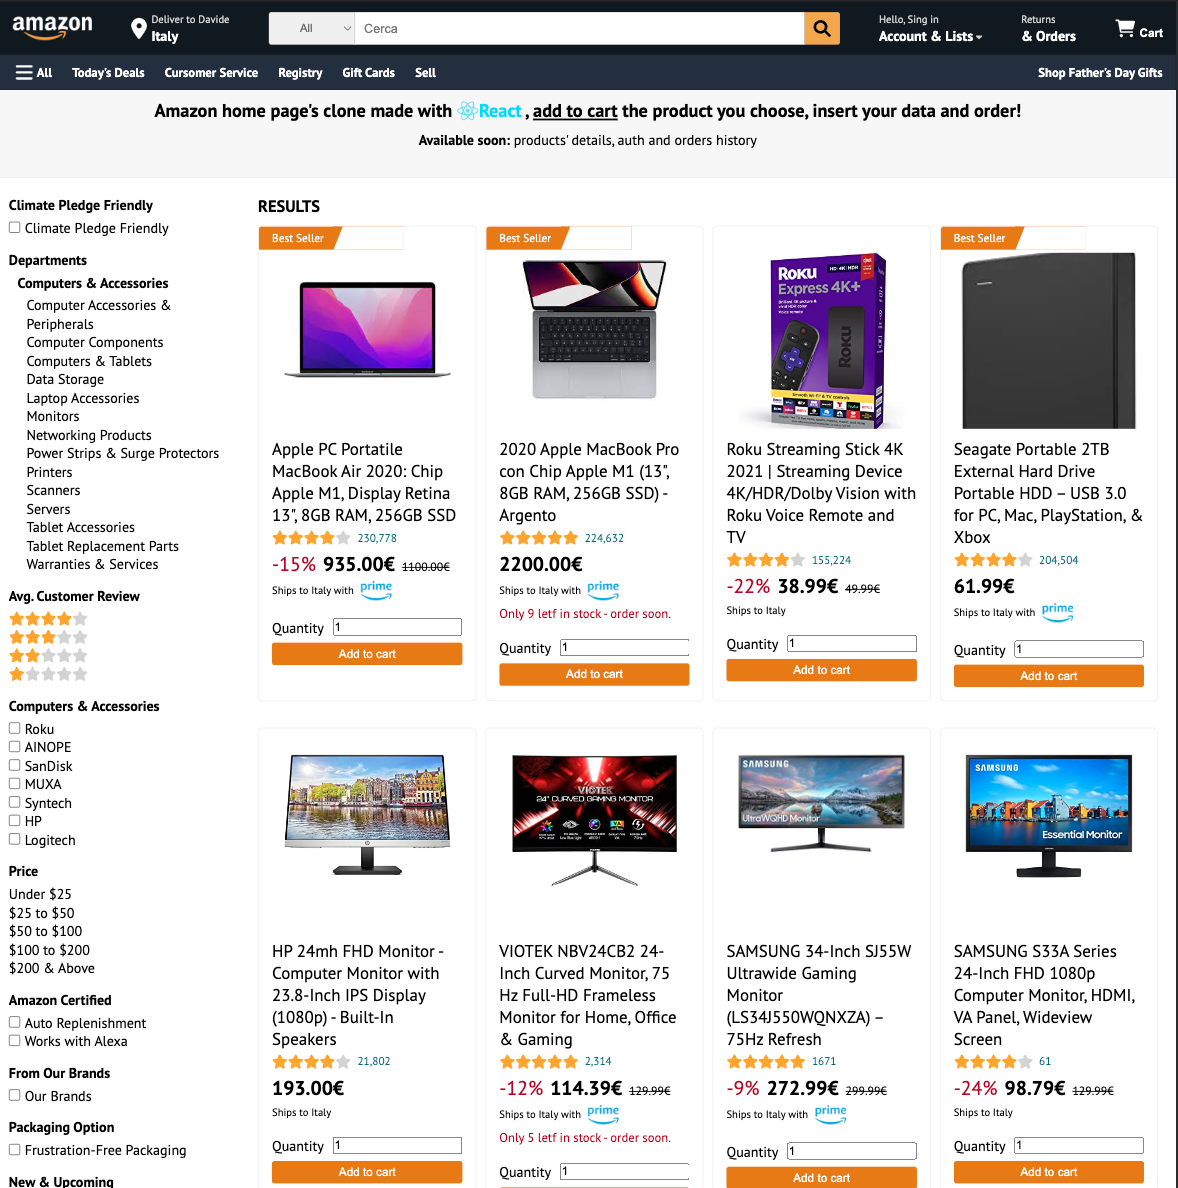 amazon
Deliver to Davide
Italy
All
Cerca
Hello, Sing in
Account & Lists
Returns
& Orders
Cart
All
Today's Deals
Cursomer Service
Registry
Gift Cards
Sell
Shop Father's Day Gifts
Amazon home page's clone made with React , add to cart the product you choose, insert your data and order!
Available soon: products' details, auth and orders history
Climate Pledge Friendly
Climate Pledge Friendly
Departments
Computers & Accessories
Computer Accessories &
Peripherals
Computer Components
Computers & Tablets
Data Storage
Laptop Accessories
Monitors
Networking Products
Power Strips & Surge Protectors
Printers
Scanners
Servers
Tablet Accessories
Tablet Replacement Parts
Warranties & Services
Avg. Customer Review
Computers & Accessories
Roku
AINOPE
SanDisk
MUXA
Syntech
HP
Logitech
Price
Under $25
$25 to $50
$50 to $100
$100 to $200
$200 & Above
Amazon Certified
Auto Replenishment
Works with Alexa
From Our Brands
Our Brands
Packaging Option
Frustration-Free Packaging
New & Upcoming
RESULTS
Best Seller
Apple PC Portatile
MacBook Air 2020: Chip
Apple M1, Display Retina
13", 8GB RAM, 256GB SSD
230,778
-15% 935.00€ 1100.00€
Ships to Italy with prime
Quantity 1
Add to cart
Best Seller
2020 Apple MacBook Pro
con Chip Apple M1 (13",
8GB RAM, 256GB SSD) -
Argento
224,632
2200.00€
Ships to Italy with prime
Only 9 letf in stock - order soon.
Quantity 1
Add to cart
Roku
Express 4K+
HD 4K HDR
Roku
Roku Streaming Stick 4K
2021 | Streaming Device
4K/HDR/Dolby Vision with
Roku Voice Remote and
TV
155,224
-22% 38.99€ 49.99€
Ships to Italy
Quantity 1
Add to cart
Best Seller
Seagate Portable 2TB
External Hard Drive
Portable HDD – USB 3.0
for PC, Mac, PlayStation, &
Xbox
204,504
61.99€
Ships to Italy with prime
Quantity 1
Add to cart
HP 24mh FHD Monitor -
Computer Monitor with
23.8-Inch IPS Display
(1080p) - Built-In
Speakers
21,802
193.00€
Ships to Italy
Quantity 1
Add to cart
VIOTEK
24" CURVED GAMING MONITOR
VIOTEK NBV24CB2 24-
Inch Curved Monitor, 75
Hz Full-HD Frameless
Monitor for Home, Office
& Gaming
2,314
-12% 114.39€ 129.99€
Ships to Italy with prime
Only 5 letf in stock - order soon.
Quantity 1
SAMSUNG
UltraWQHD Monitor
SAMSUNG 34-Inch SJ55W
Ultrawide Gaming
Monitor
(LS34J550WQNXZA) –
75Hz Refresh
1671
-9% 272.99€ 299.99€
Ships to Italy with prime
Quantity 1
Add to cart
SAMSUNG
Essential Monitor
SAMSUNG S33A Series
24-Inch FHD 1080p
Computer Monitor, HDMI,
VA Panel, Wideview
Screen
61
-24% 98.79€ 129.99€
Ships to Italy
Quantity 1
Add to cart